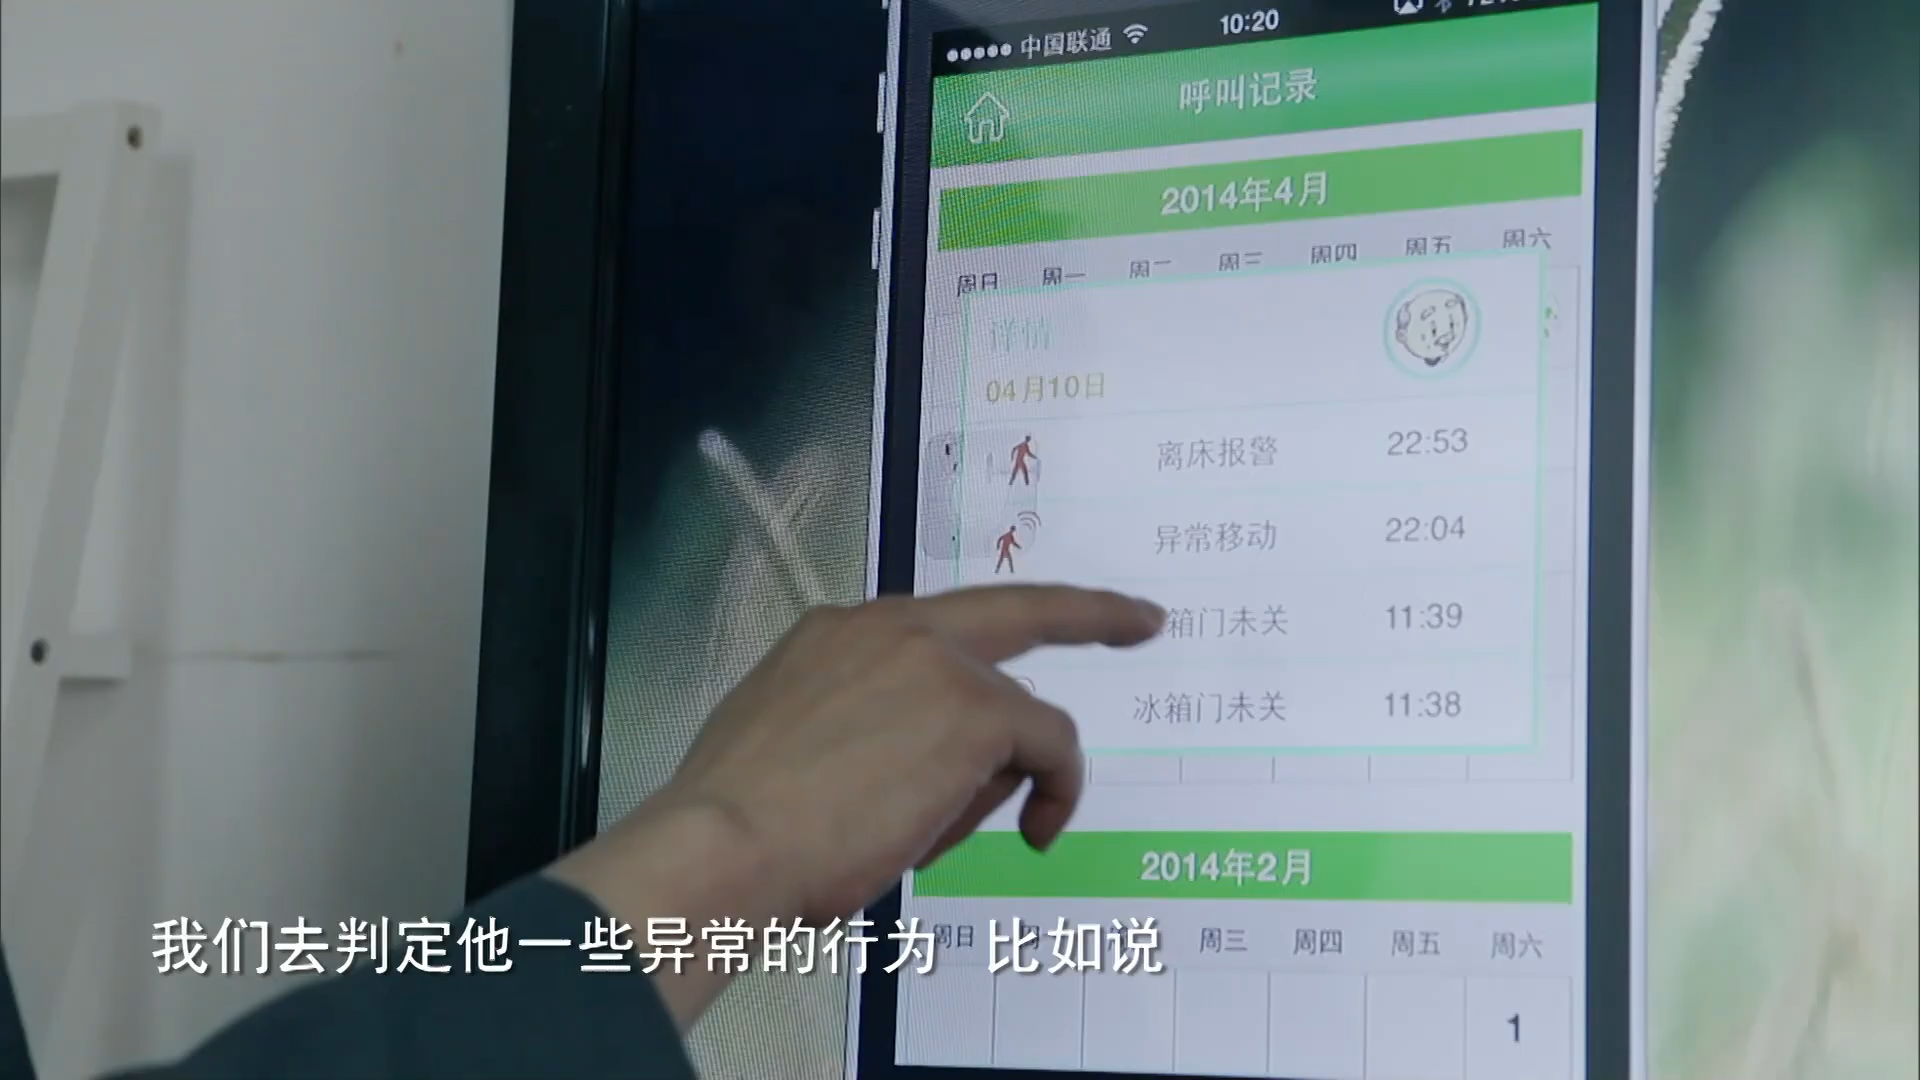 中国联通 10:20
呼叫记录
2014年4月
周日 周一 周二 周三 周四 周五 周六
详情
04月10日
离床报警 22:53
异常移动 22:04
箱门未关 11:39
冰箱门未关 11:38
2014年2月
周日 周三 周四 周五 周六
1
我们去判定他一些异常的行为 比如说